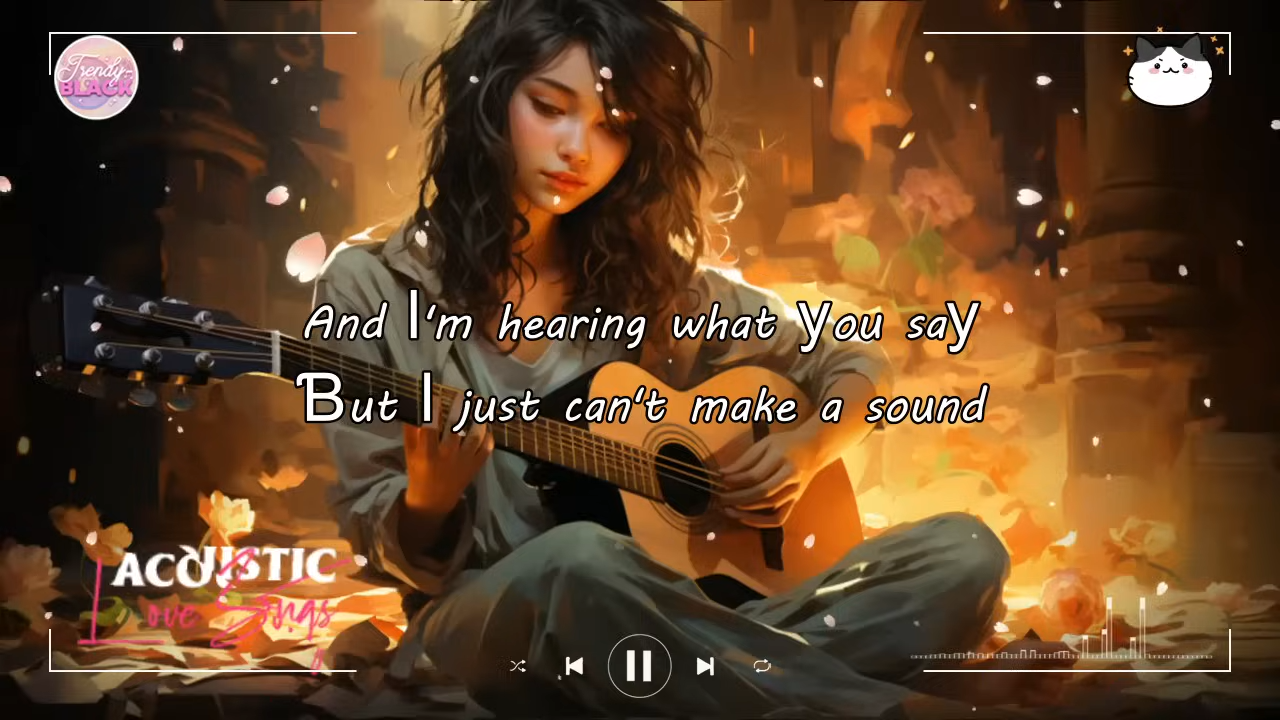 Trendy
BLACK
And I'm hearing what you say
But I just can't make a sound
ACOUSTIC
Love Songs